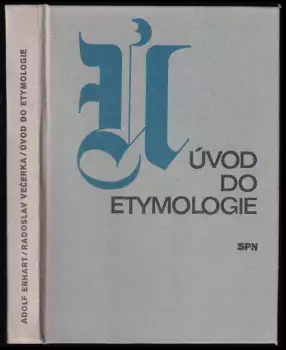 ADOLF ERHART/RADOSLAV VEČERKA/ÚVOD DO ETYMOLOGIE
Ú
ÚVOD
DO
ETYMOLOGIE
SPN